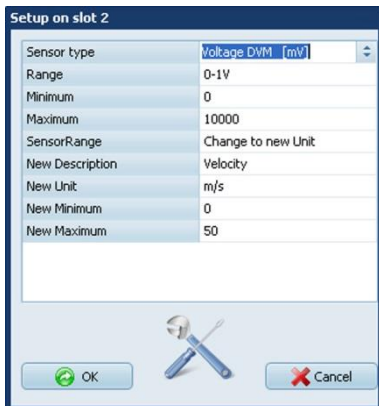 Setup on slot 2
Sensor type Voltage DVM [mV]
Range 0-1V
Minimum 0
Maximum 10000
SensorRange Change to new Unit
New Description Velocity
New Unit m/s
New Minimum 0
New Maximum 50
OK Cancel